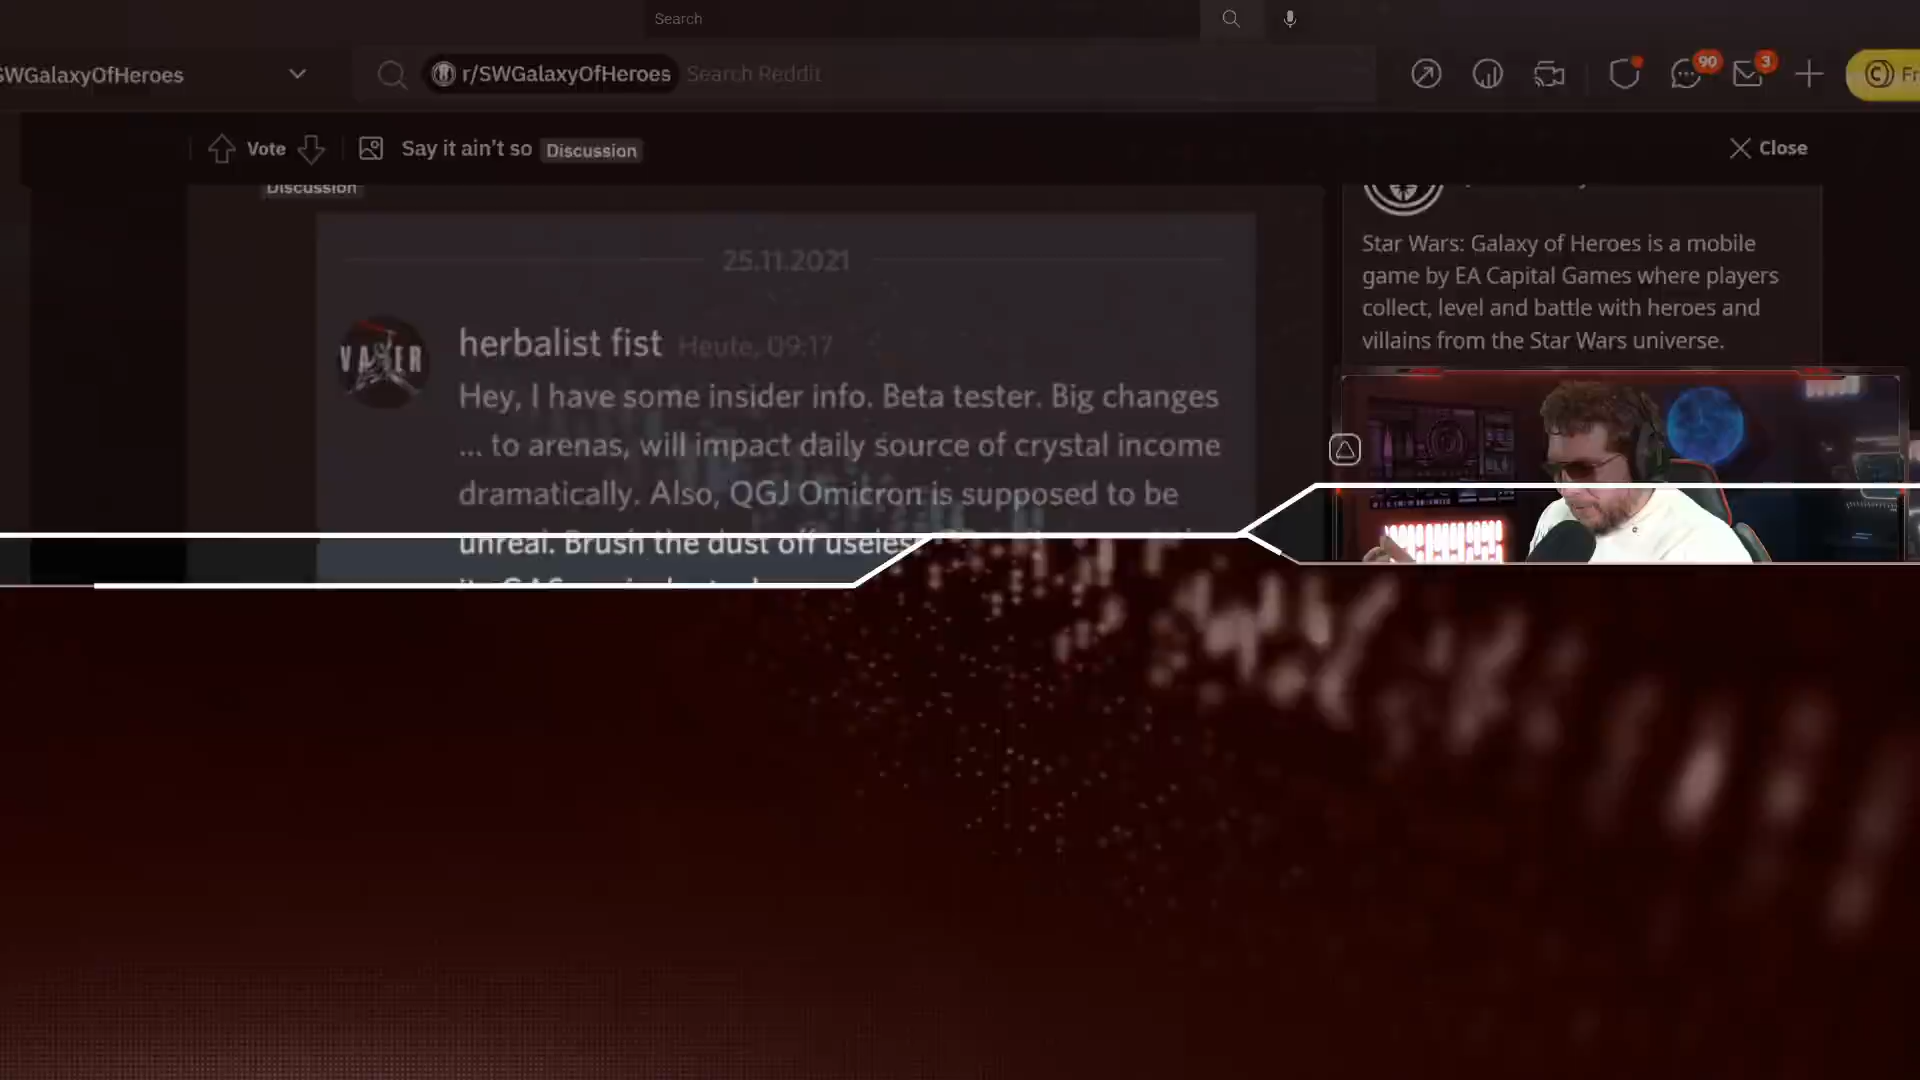 Search
SWGalaxyOfHeroes
r/SWGalaxyOfHeroes Search Reddit
90
3
Fr
Vote
Say it ain't so Discussion
Close
Discussion
25.11.2021
VADER
herbalist fist Heute, 09:17
Hey, I have some insider info. Beta tester. Big changes
... to arenas, will impact daily source of crystal income
dramatically. Also, QGJ Omicron is supposed to be
unreal. Brush the dust off
Star Wars: Galaxy of Heroes is a mobile
game by EA Capital Games where players
collect, level and battle with heroes and
villains from the Star Wars universe.